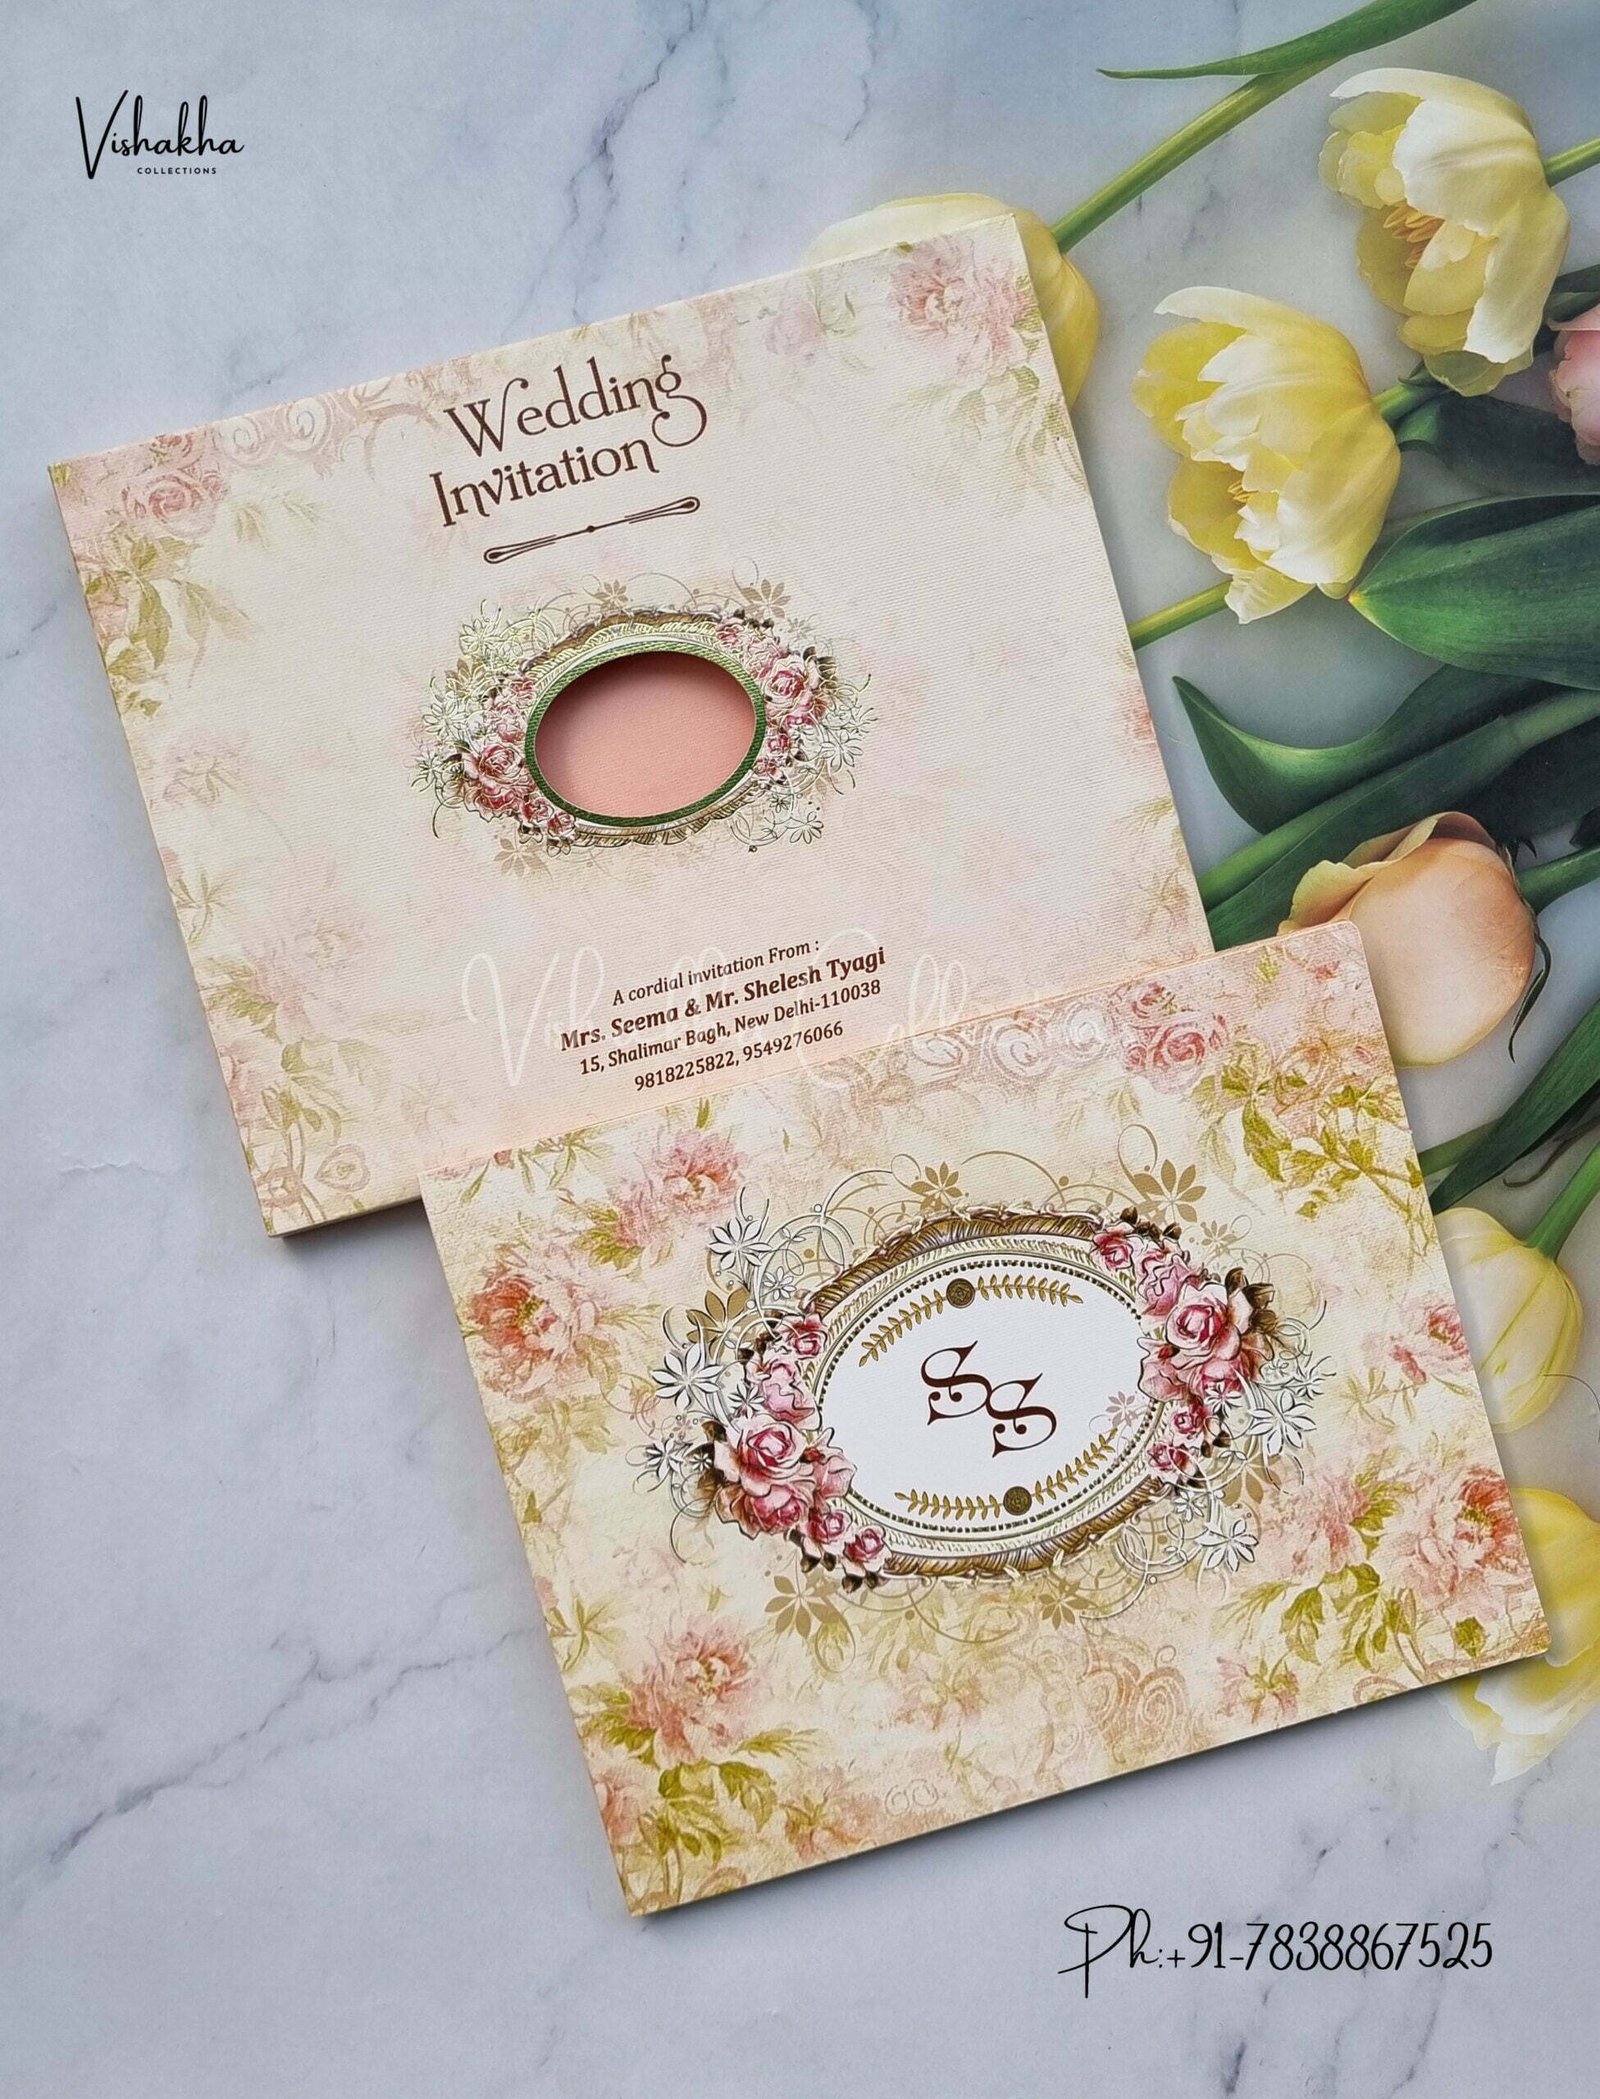 Vishakha
COLLECTIONS
Wedding
Invitation
A cordial invitation From :
Mrs. Seema & Mr. Shelesh Tyagi
15, Shalimar Bagh, New Delhi-110038
9818225822, 9549276066
SS
Ph.:+91-7838867525